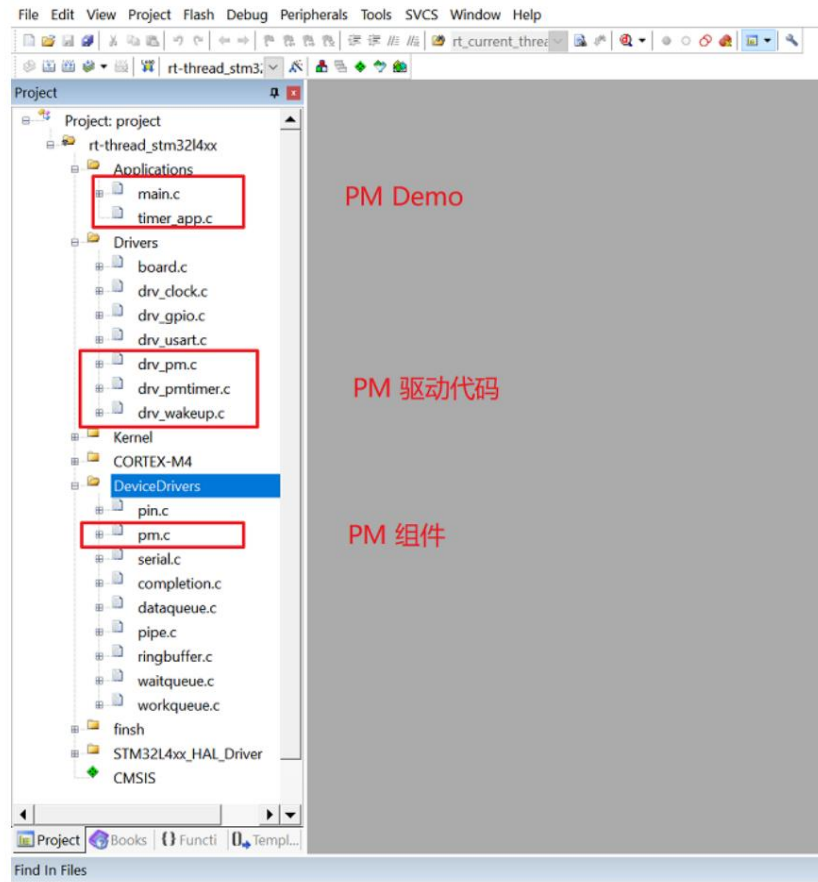 File Edit View Project Flash Debug Peripherals Tools SVCS Window Help
rt_current_threa
rt-thread_stm32
Project
Project: project
rt-thread_stm32l4xx
Applications
main.c
PM Demo
timer_app.c
Drivers
board.c
drv_clock.c
drv_gpio.c
drv_usart.c
drv_pm.c
drv_pmtimer.c
PM 驱动代码
drv_wakeup.c
Kernel
CORTEX-M4
DeviceDrivers
pin.c
pm.c
PM 组件
serial.c
completion.c
dataqueue.c
pipe.c
ringbuffer.c
waitqueue.c
workqueue.c
finsh
STM32L4xx_HAL_Driver
CMSIS
Project Books {} Functi 0 Templ...
Find In Files